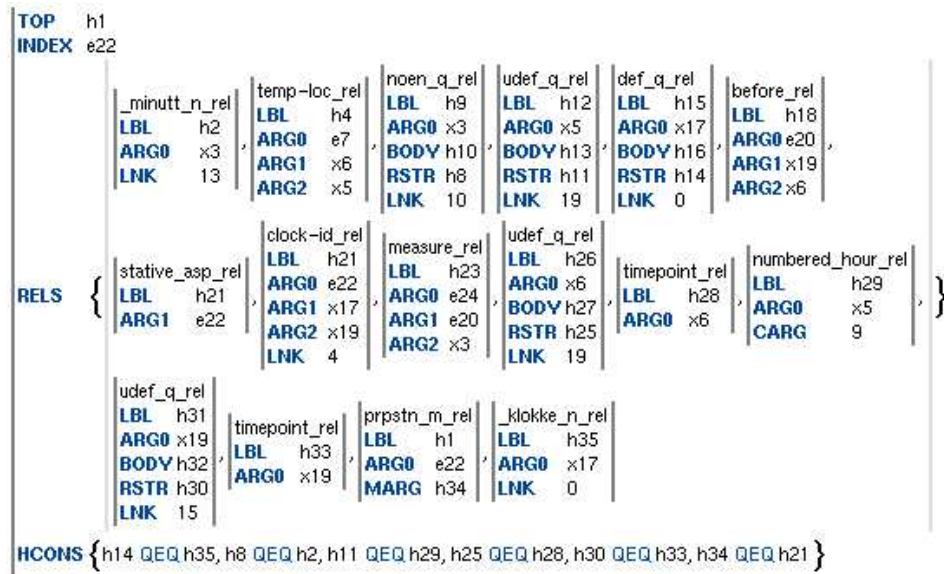 TOP h1
INDEX e22
_minutt_n_rel temp-loc_rel noen_q_rel udef_q_rel def_q_rel before_rel
LBL h2 LBL h4 LBL h9 LBL h12 LBL h15 LBL h18
ARG0 x3 ARG0 e7 ARG0 x3 ARG0 x5 ARG0 x17 ARG0 e20
LNK 13 , ARG1 x6 , BODY h10 , BODY h13 , BODY h16 , ARG1 x19 ,
ARG2 x5 RSTR h8 RSTR h11 RSTR h14 ARG2 x6
LNK 10 LNK 19 LNK 0
clock-id_rel measure_rel udef_q_rel
stative_asp_rel LBL h21 LBL h23 LBL h26 timepoint_rel numbered_hour_rel
RELS { LBL h21 , ARG0 e22 , ARG0 e24 , ARG0 x6 , LBL h28 , LBL h29 , }
ARG1 e22 ARG1 x17 ARG1 e20 BODY h27 ARG0 x6 ARG0 x5
ARG2 x19 ARG2 x3 RSTR h25 CARG 9
LNK 4 LNK 19
udef_q_rel
LBL h31 timepoint_rel prpstn_m_rel _klokke_n_rel
ARG0 x19 LBL h33 LBL h1 LBL h35
BODY h32 , ARG0 x19 , ARG0 e22 , ARG0 x17
RSTR h30 MARG h34 LNK 0
LNK 15
HCONS { h14 QEQ h35, h8 QEQ h2, h11 QEQ h29, h25 QEQ h28, h30 QEQ h33, h34 QEQ h21 }